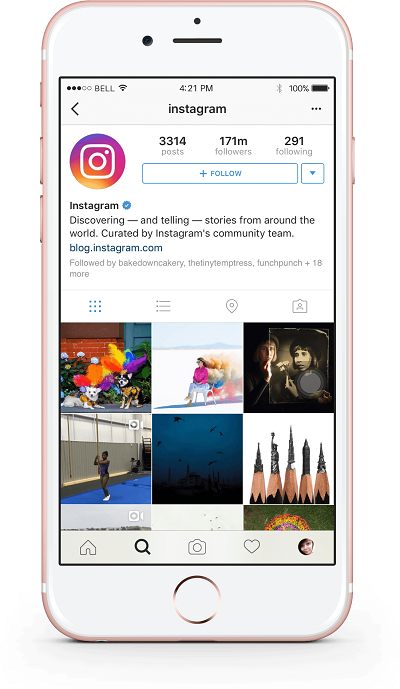 BELL 4:21 PM 100%
instagram
3314 171m 291
posts followers following
+ FOLLOW
Instagram
Discovering — and telling — stories from around the
world. Curated by Instagram's community team.
blog.instagram.com
Followed by bakedowncakery, thetinytemptress, funchpunch + 18
more